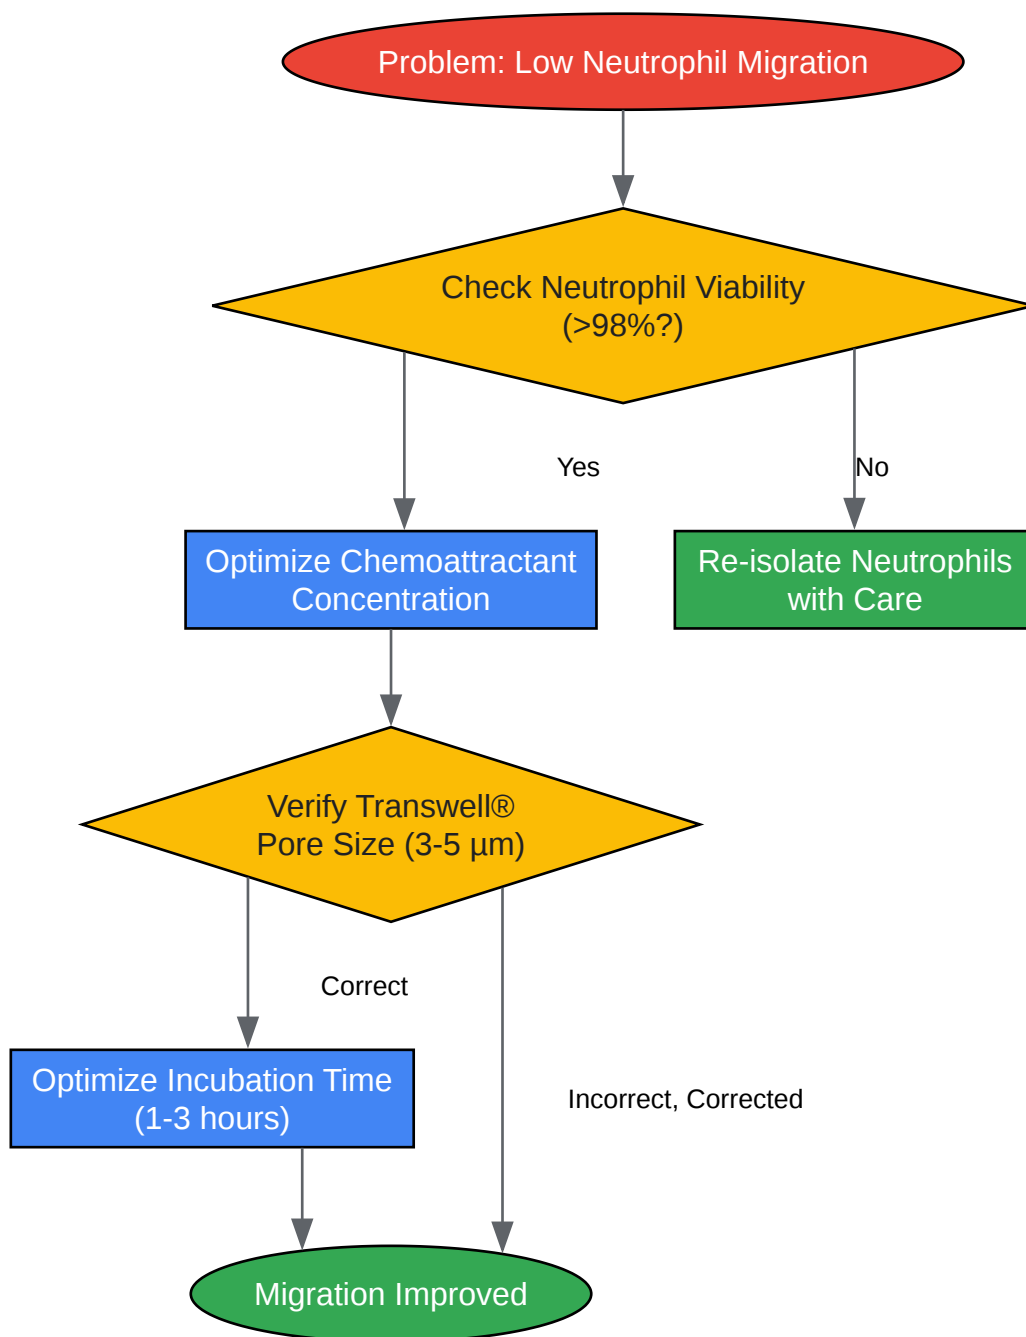 Problem: Low Neutrophil Migration
Check Neutrophil Viability
(>98%?)
Yes
No
Optimize Chemoattractant
Concentration
Re-isolate Neutrophils
with Care
Verify Transwell®
Pore Size (3-5 µm)
Correct
Optimize Incubation Time
(1-3 hours)
Incorrect, Corrected
Migration Improved